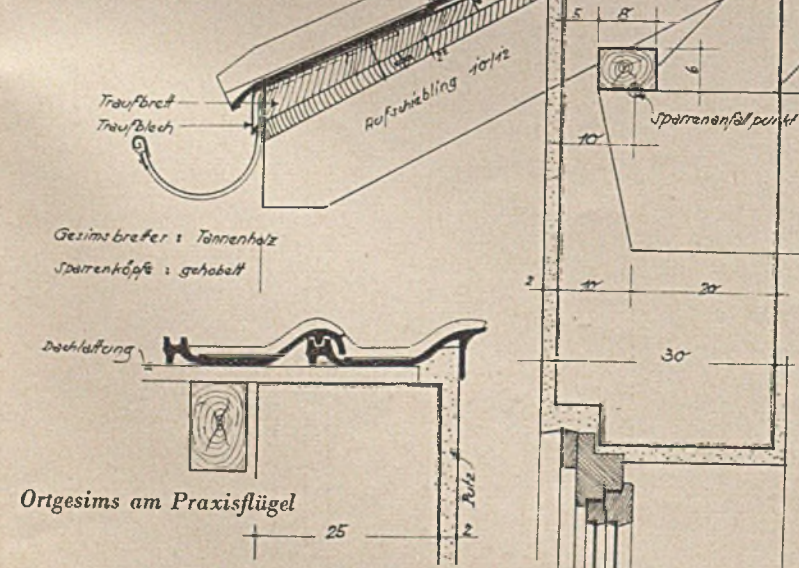 Traufbrett
Traufblech
Aufschiebling 10/12
Gesimsbretter : Tannenholz
Sparrenköpfe : gehobelt
Dachlattung
Putz
Ortgesims am Praxisflügel
25
2
5 8
6
Sparrenanfallpunkt
10
2
20
30